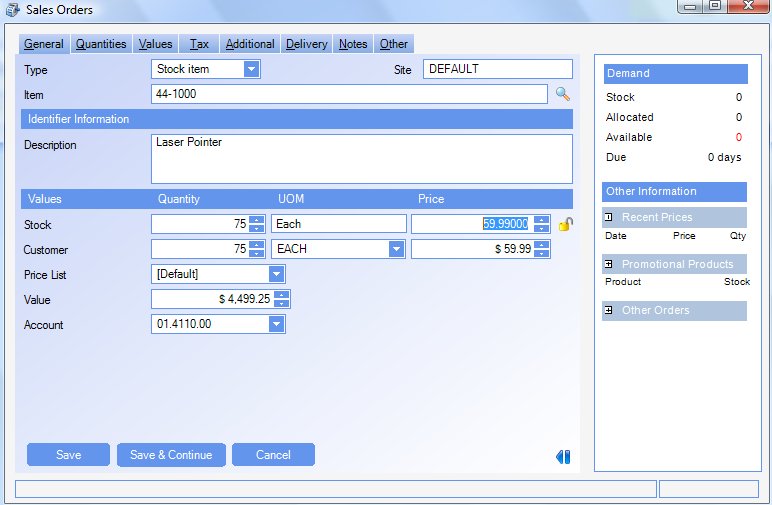 Sales Orders
General Quantities Values Tax Additional Delivery Notes Other
Type Stock item Site DEFAULT
Item 44-1000
Identifier Information
Description Laser Pointer
Values Quantity UOM Price
Stock 75 Each 59.99000
Customer 75 EACH $ 59.99
Price List [Default]
Value $ 4,499.25
Account 01.4110.00
Save Save & Continue Cancel
Demand
Stock 0
Allocated 0
Available 0
Due 0 days
Other Information
Recent Prices
Date Price Qty
Promotional Products
Product Stock
Other Orders